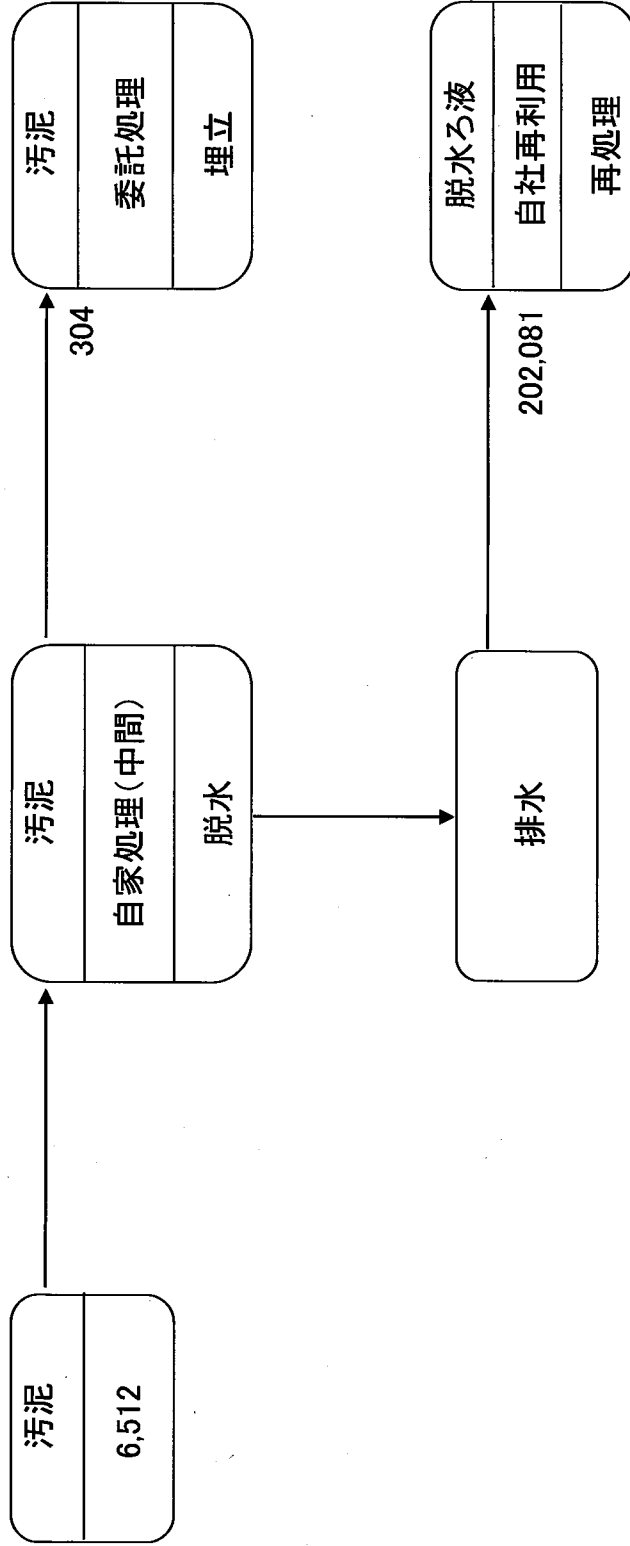 汚泥
6,512
汚泥
自家処理(中間)
脱水
304
汚泥
委託処理
埋立
排水
202,081
脱水ろ液
自社再利用
再処理